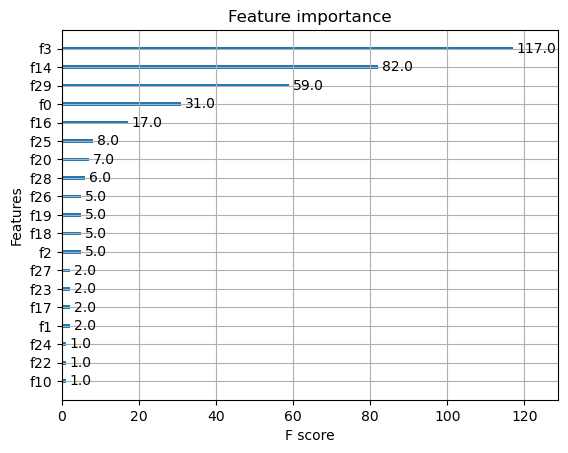 Feature importance
f3 117.0
f14 82.0
f29 59.0
f0 31.0
f16 17.0
f25 8.0
f20 7.0
f28 6.0
f26 5.0
f19 5.0
f18 5.0
f2 5.0
f27 2.0
f23 2.0
f17 2.0
f1 2.0
f24 1.0
f22 1.0
f10 1.0
Features
0 20 40 60 80 100 120
F score